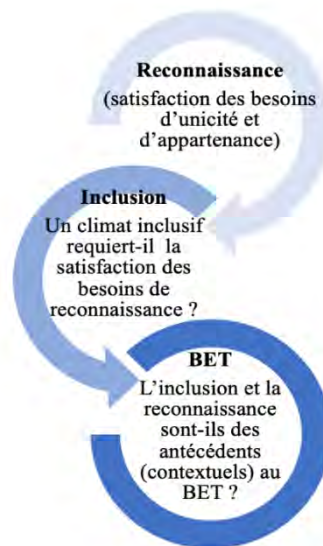 Reconnaissance
(satisfaction des besoins
d’unicité et
d’appartenance)
Inclusion
Un climat inclusif
requiert-il la
satisfaction des
besoins de
reconnaissance ?
BET
L’inclusion et la
reconnaissance
sont-ils des
antécédents
(contextuels) au
BET ?